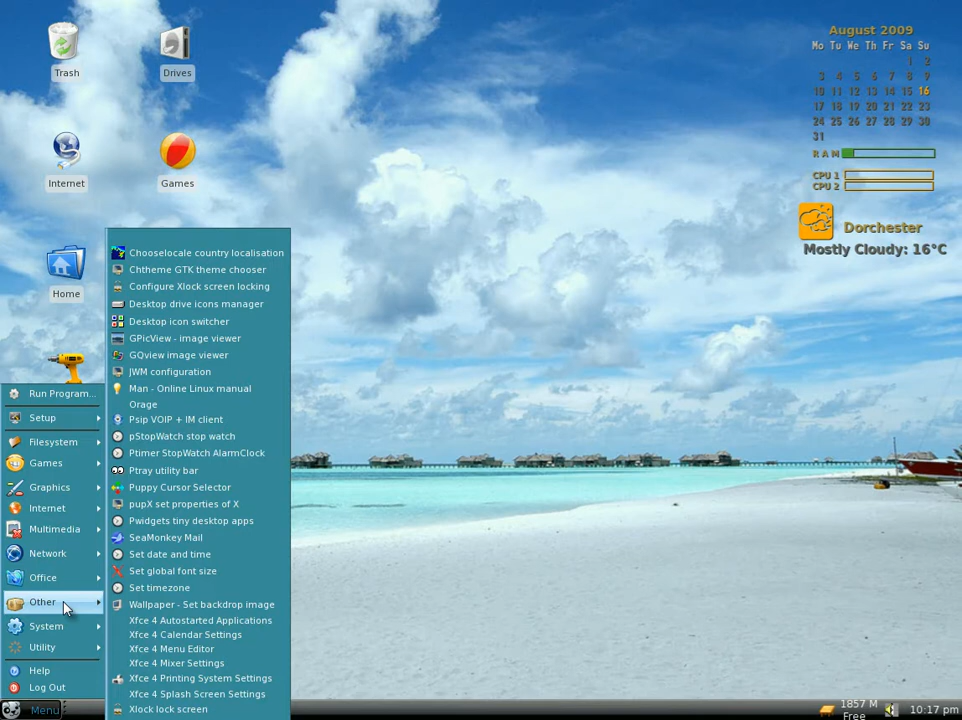 Trash
Drives
Internet
Games
Home
August 2009
Mo Tu We Th Fr Sa Su
1 2
3 4 5 6 7 8 9
10 11 12 13 14 15 16
17 18 19 20 21 22 23
24 25 26 27 28 29 30
31
RAM
CPU 1
CPU 2
Dorchester
Mostly Cloudy: 16°C
Run Program...
Setup
Filesystem
Games
Graphics
Internet
Multimedia
Network
Office
Other
System
Utility
Help
Log Out
Menu
Chooselocale country localisation
Chtheme GTK theme chooser
Configure Xlock screen locking
Desktop drive icons manager
Desktop icon switcher
GPicView - image viewer
GQview image viewer
JWM configuration
Man - Online Linux manual
Orage
Psip VOIP + IM client
pStopWatch stop watch
Ptimer StopWatch AlarmClock
Ptray utility bar
Puppy Cursor Selector
pupX set properties of X
Pwidgets tiny desktop apps
SeaMonkey Mail
Set date and time
Set global font size
Set timezone
Wallpaper - Set backdrop image
Xfce 4 Autostarted Applications
Xfce 4 Calendar Settings
Xfce 4 Menu Editor
Xfce 4 Mixer Settings
Xfce 4 Printing System Settings
Xfce 4 Splash Screen Settings
Xlock lock screen
1857 M
Free
10:17 pm